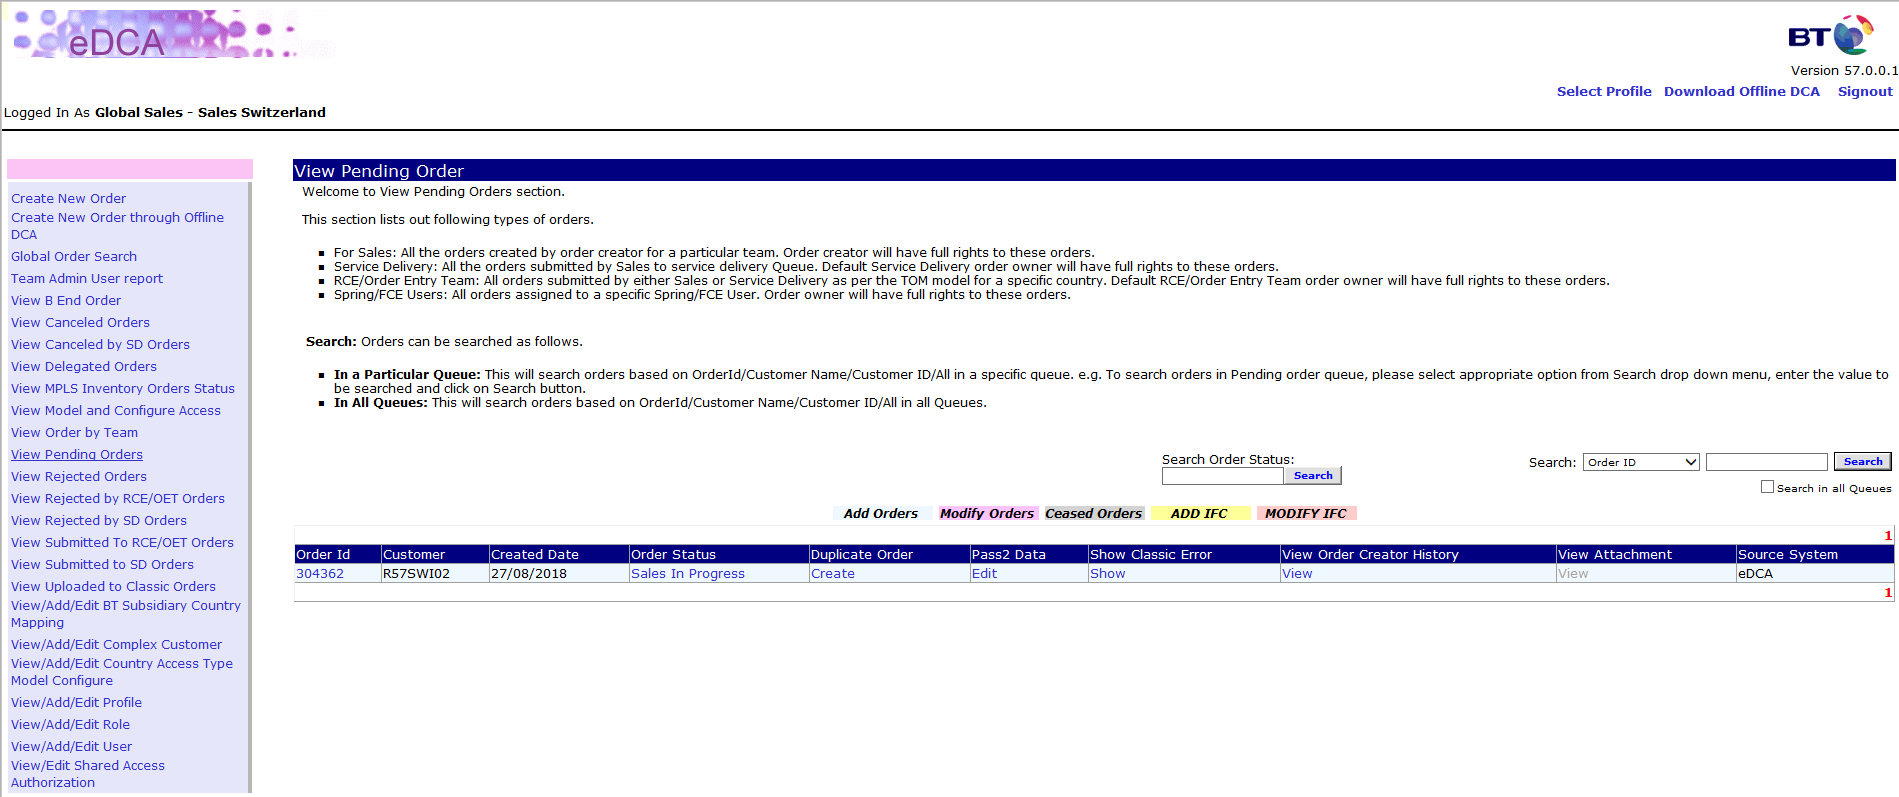 eDCA
BT
Version 57.0.0.1
Select Profile Download Offline DCA Signout
Logged In As Global Sales - Sales Switzerland
Create New Order
Create New Order through Offline
DCA
Global Order Search
Team Admin User report
View B End Order
View Canceled Orders
View Canceled by SD Orders
View Delegated Orders
View MPLS Inventory Orders Status
View Model and Configure Access
View Order by Team
View Pending Orders
View Rejected Orders
View Rejected by RCE/OET Orders
View Rejected by SD Orders
View Submitted To RCE/OET Orders
View Submitted to SD Orders
View Uploaded to Classic Orders
View/Add/Edit BT Subsidiary Country
Mapping
View/Add/Edit Complex Customer
View/Add/Edit Country Access Type
Model Configure
View/Add/Edit Profile
View/Add/Edit Role
View/Add/Edit User
View/Edit Shared Access
Authorization
View Pending Order
Welcome to View Pending Orders section.
This section lists out following types of orders.
For Sales: All the orders created by order creator for a particular team. Order creator will have full rights to these orders.
Service Delivery: All the orders submitted by Sales to service delivery Queue. Default Service Delivery order owner will have full rights to these orders.
RCE/Order Entry Team: All orders submitted by either Sales or Service Delivery as per the TOM model for a specific country. Default RCE/Order Entry Team order owner will have full rights to these orders.
Spring/FCE Users: All orders assigned to a specific Spring/FCE User. Order owner will have full rights to these orders.
Search: Orders can be searched as follows.
In a Particular Queue: This will search orders based on OrderId/Customer Name/Customer ID/All in a specific queue. e.g. To search orders in Pending order queue, please select appropriate option from Search drop down menu, enter the value to
be searched and click on Search button.
In All Queues: This will search orders based on OrderId/Customer Name/Customer ID/All in all Queues.
Search Order Status:
Search
Search: Order ID Search
Search in all Queues
Add Orders Modify Orders Ceased Orders ADD IFC MODIFY IFC
1
Order Id Customer Created Date Order Status Duplicate Order Pass2 Data Show Classic Error View Order Creator History View Attachment Source System
304362 R57SWI02 27/08/2018 Sales In Progress Create Edit Show View View eDCA
1